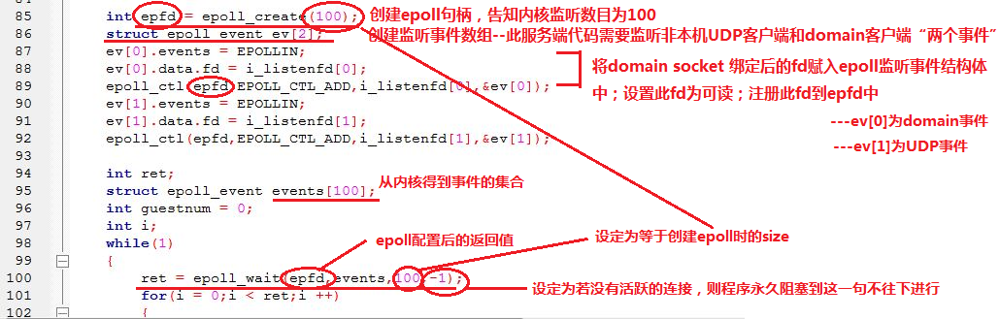 84
85 int epfd = epoll_create(100); 创建epoll句柄，告知内核监听数目为100
86 struct epoll_event ev[2]; 创建监听事件数组--此服务端代码需要监听非本机UDP客户端和domain客户端“两个事件”
87 ev[0].events = EPOLLIN;
88 ev[0].data.fd = i_listenfd[0]; 将domain socket 绑定后的fd赋入epoll监听事件结构体
89 epoll_ctl(epfd,EPOLL_CTL_ADD,i_listenfd[0],&ev[0]); 中；设置此fd为可读；注册此fd到epfd中
90 ev[1].events = EPOLLIN;
91 ev[1].data.fd = i_listenfd[1]; ---ev[0]为domain事件
92 epoll_ctl(epfd,EPOLL_CTL_ADD,i_listenfd[1],&ev[1]); ---ev[1]为UDP事件
93
94 int ret; 从内核得到事件的集合
95 struct epoll_event events[100];
96 int guestnum = 0;
97 int i;
98 while(1) epoll配置后的返回值 设定为等于创建epoll时的size
99 {
100 ret = epoll_wait(epfd,events,100,-1);
101 for(i = 0;i < ret;i ++) 设定为若没有活跃的连接，则程序永久阻塞到这一句不往下进行
102 {